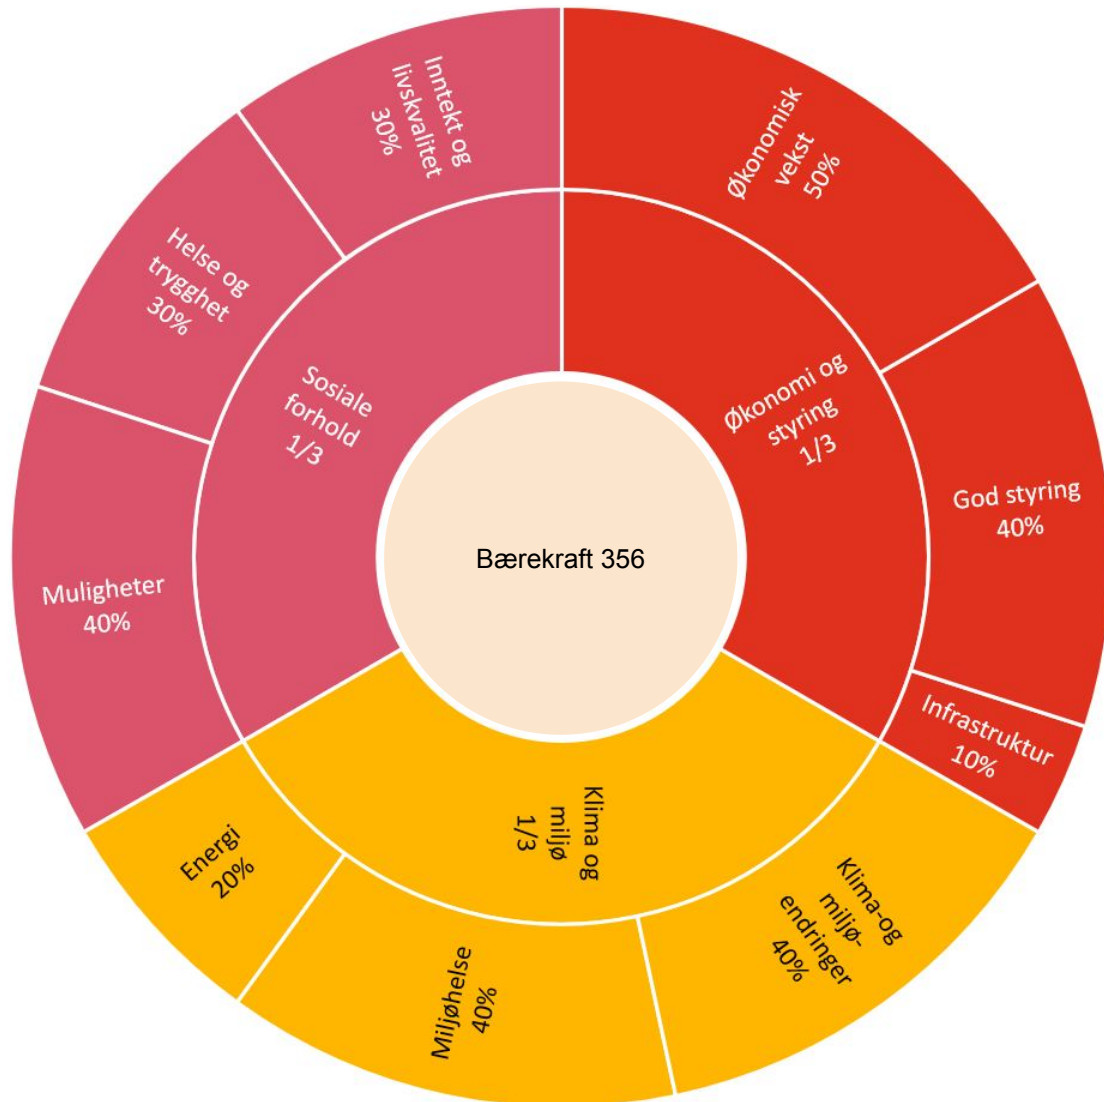 Inntekt og
livskvalitet
30%
Økonomisk
vekst
50%
Helse og
trygghet
30%
Sosiale
forhold
1/3
Økonomi og
styring
1/3
God styring
40%
Bærekraft 356
Muligheter
40%
Infrastruktur
10%
Klima og
miljø
1/3
Energi
20%
Miljøhelse
40%
Klima-og
miljø-
endringer
40%